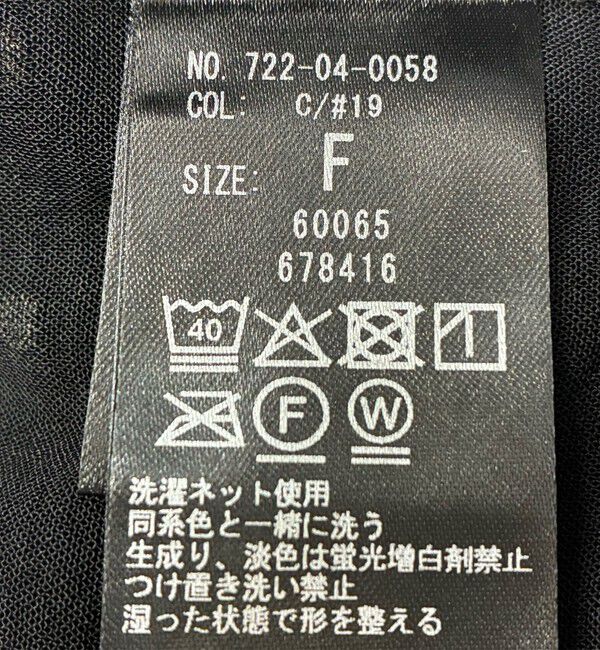 NO. 722-04-0058
COL: C/#19
SIZE: F
60065
678416
40
F W
洗濯ネット使用
同系色と一緒に洗う
生成り、淡色は蛍光増白剤禁止
つけ置き洗い禁止
湿った状態で形を整える